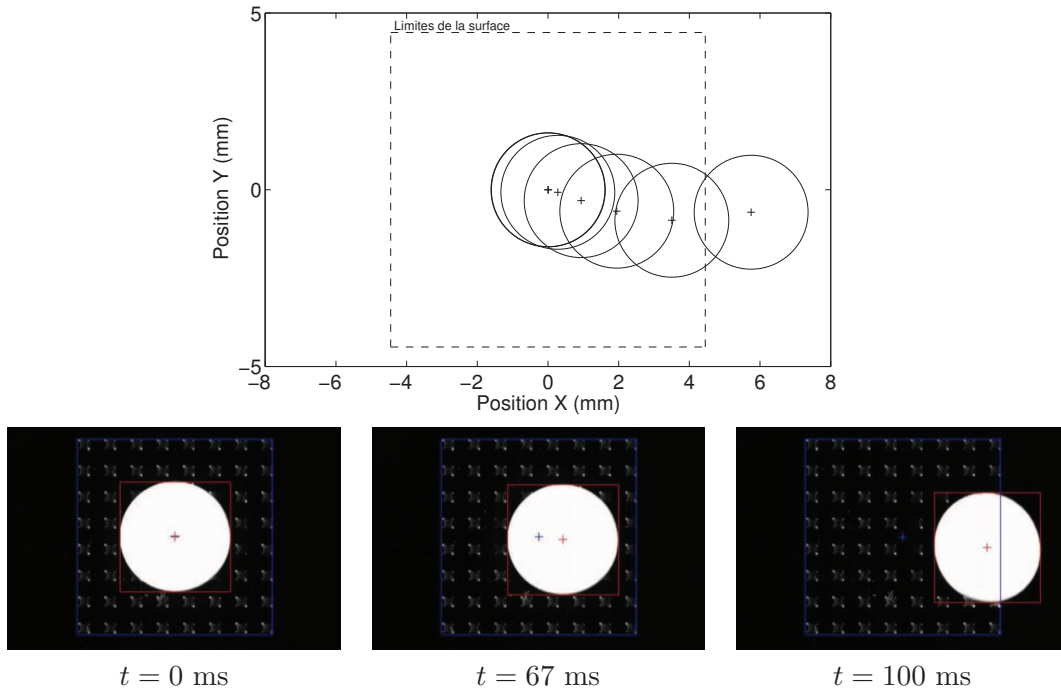 5
Limites de la surface
Position Y (mm)
0
−5
−8 −6 −4 −2 0 2 4 6 8
Position X (mm)
t = 0 ms
t = 67 ms
t = 100 ms